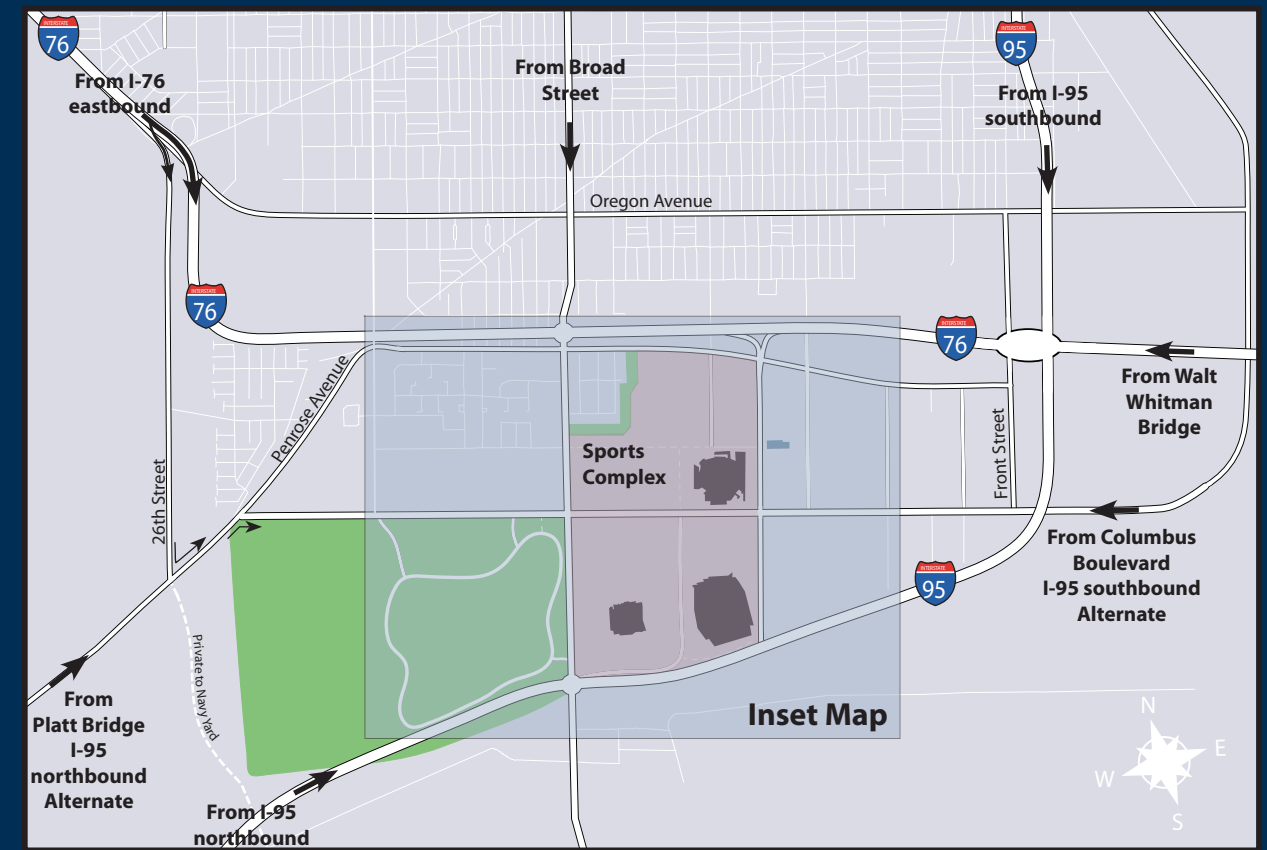 INTERSTATE
76
From I-76
eastbound
From Broad
Street
INTERSTATE
95
From I-95
southbound
Oregon Avenue
INTERSTATE
76
INTERSTATE
76
From Walt
Whitman
Bridge
Penrose Avenue
26th Street
Sports
Complex
Front Street
From Columbus
Boulevard
I-95 southbound
Alternate
INTERSTATE
95
Private to Navy Yard
From
Platt Bridge
I-95
northbound
Alternate
From I-95
northbound
Inset Map
N
E
W
S